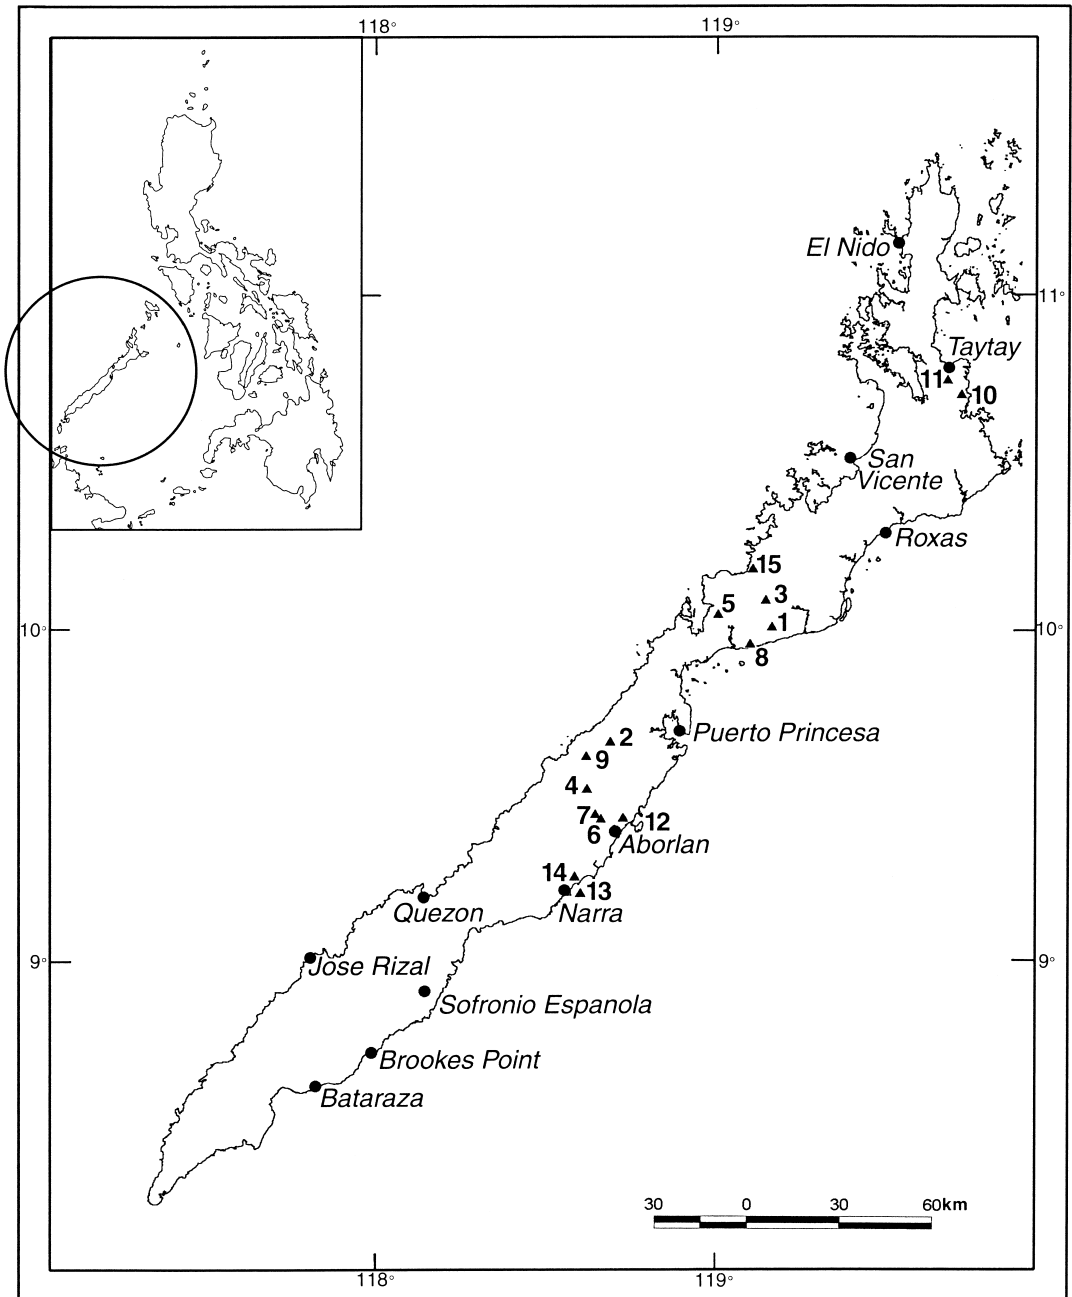 118°
119°
El Nido
11°
Taytay
11
10
San
Vicente
Roxas
15
3
5
1
10°
10°
8
2
Puerto Princesa
9
4
7
12
6
Aborlan
14
13
Quezon
Narra
9°
Jose Rizal
9°
Sofronio Espanola
Brookes Point
Bataraza
30 0 30 60km
118°
119°